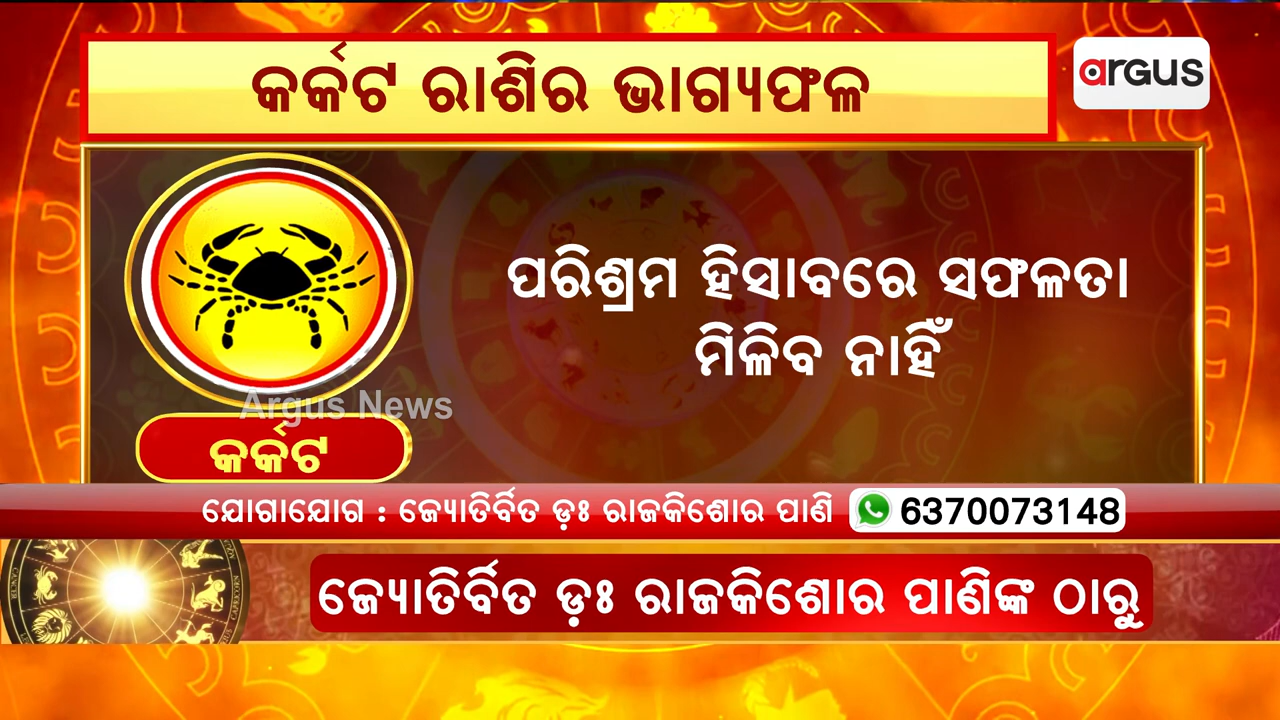 କର୍କଟ ରାଶିର ଭାଗ୍ୟଫଳ
argus
ପରିଶ୍ରମ ହିସାବରେ ସଫଳତା
ମିଳିବ ନାହିଁ
Argus News
କର୍କଟ
ଯୋଗାଯୋଗ : ଜ୍ୟୋତିର୍ବିତ ଡ଼ଃ ରାଜକିଶୋର ପାଣି 6370073148
ଜ୍ୟୋତିର୍ବିତ ଡ଼ଃ ରାଜକିଶୋର ପାଣିଙ୍କ ଠାରୁ